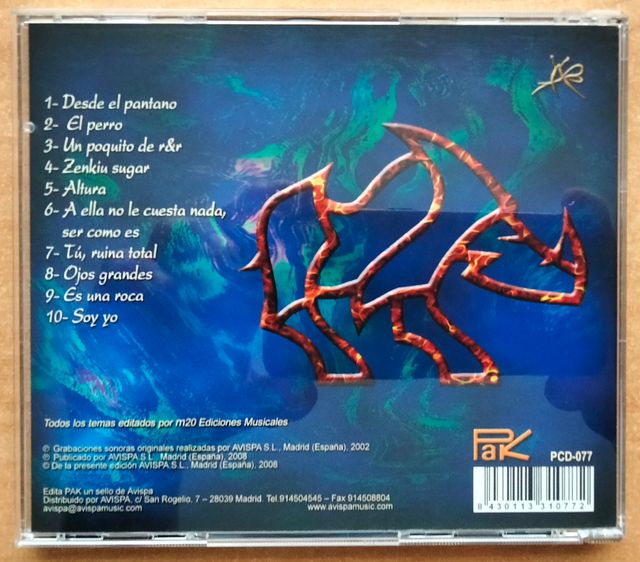 1- Desde el pantano
2- El perro
3- Un poquito de r&r
4- Zenkiu sugar
5- Altura
6- A ella no le cuesta nada,
ser como es
7- Tú, ruina total
8- Ojos grandes
9- Es una roca
10- Soy yo
Todos los temas editados por m20 Ediciones Musicales
℗ Grabaciones sonoras originales realizadas por AVISPA S.L., Madrid (España), 2002
℗ Publicado por AVISPA S.L., Madrid (España), 2008
© De la presente edición AVISPA S.L., Madrid (España), 2008
Edita PAK un sello de Avispa
Distribuido por AVISPA, c/ San Rogelio, 7 – 28039 Madrid. Tel.914504545 – Fax 914508804
avispa@avispamusic.com www.avispamusic.com
PaK
PCD-077
8 430113 310772